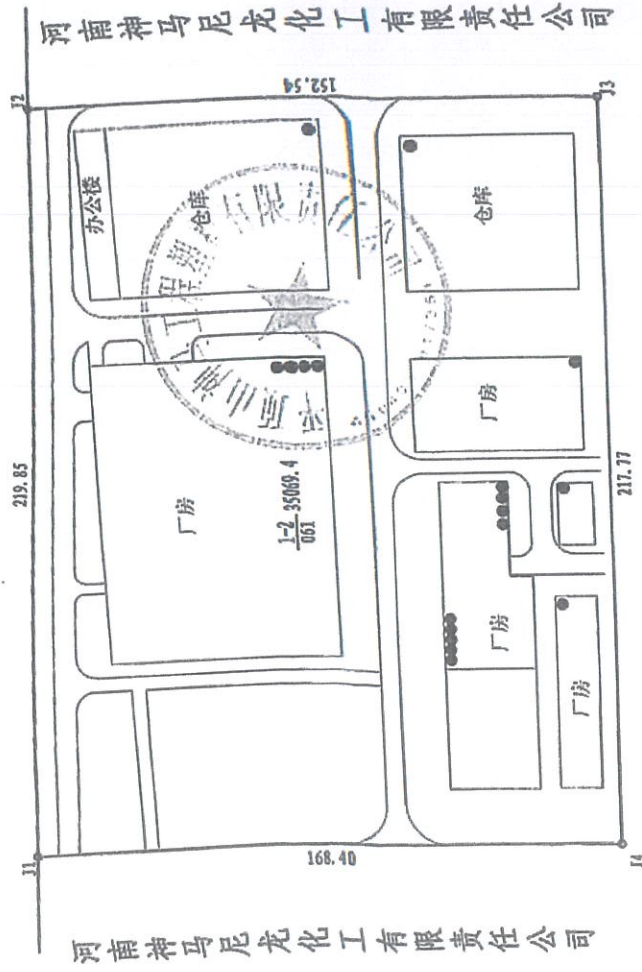 河南神马尼龙化工有限责任公司
J1
219.85
J2
办公楼
仓库
厂房
1-2
061
35069.4
168.40
152.54
厂房
仓库
厂房
厂房
J4
217.77
J3
河南神马尼龙化工有限责任公司